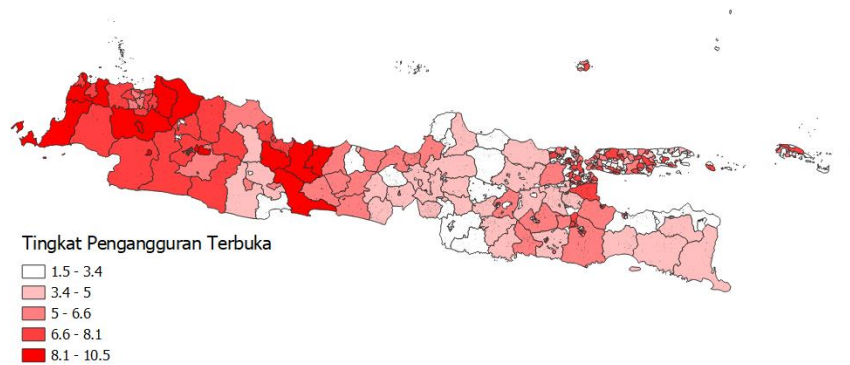 Tingkat Pengangguran Terbuka
1.5 - 3.4
3.4 - 5
5 - 6.6
6.6 - 8.1
8.1 - 10.5